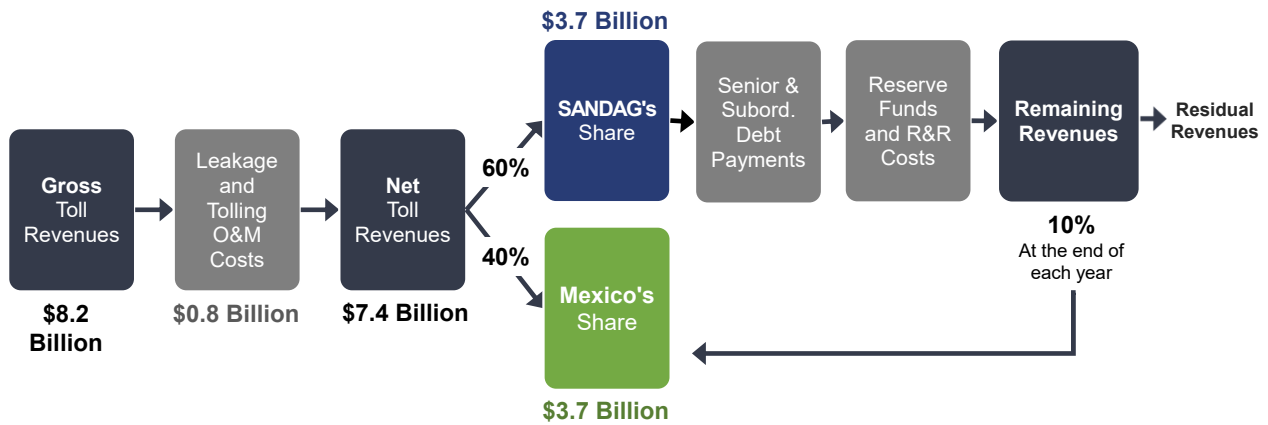 Gross
Toll
Revenues
$8.2
Billion
Leakage
and
Tolling
O&M
Costs
$0.8 Billion
Net
Toll
Revenues
$7.4 Billion
60%
40%
$3.7 Billion
SANDAG's
Share
Senior &
Subord.
Debt
Payments
Reserve
Funds
and R&R
Costs
Remaining
Revenues
10%
At the end of
each year
Residual
Revenues
Mexico's
Share
$3.7 Billion